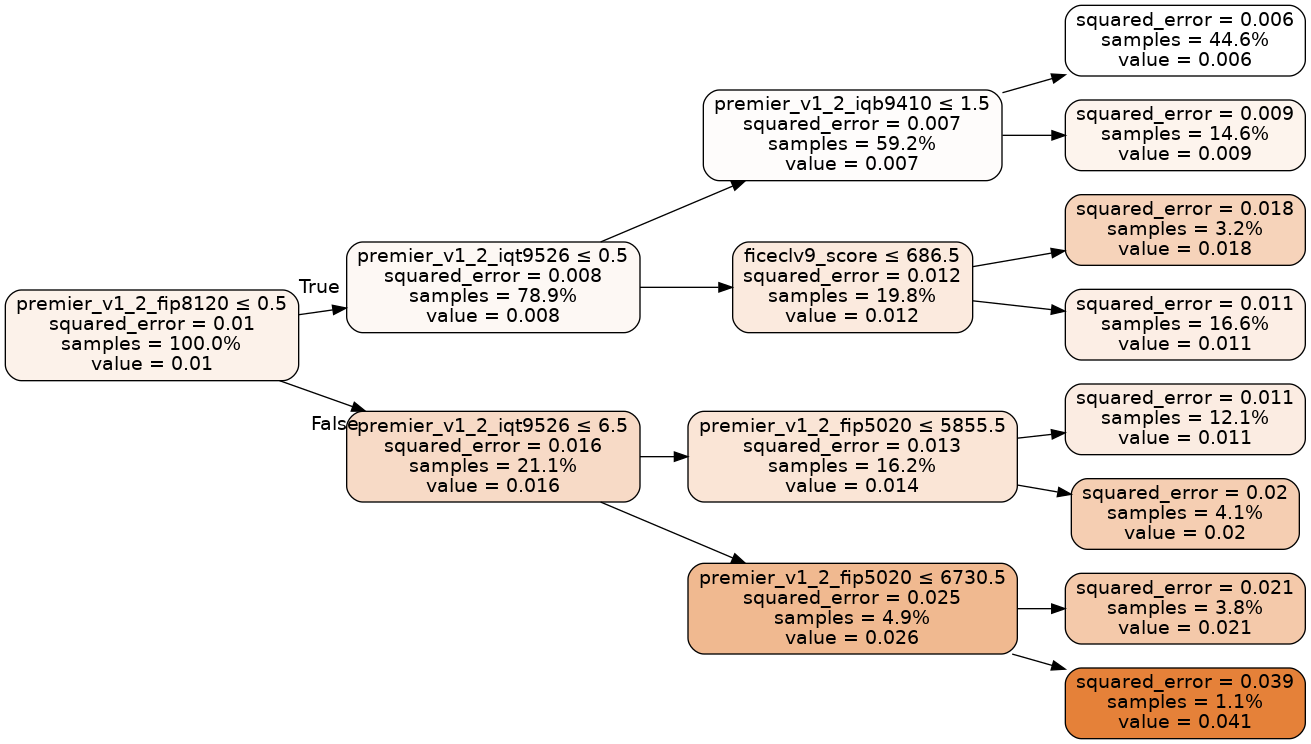 premier_v1_2_fip8120 ≤ 0.5
squared_error = 0.01
samples = 100.0%
value = 0.01
True
False
premier_v1_2_iqt9526 ≤ 0.5
squared_error = 0.008
samples = 78.9%
value = 0.008
premier_v1_2_iqt9526 ≤ 6.5
squared_error = 0.016
samples = 21.1%
value = 0.016
premier_v1_2_iqb9410 ≤ 1.5
squared_error = 0.007
samples = 59.2%
value = 0.007
ficeclv9_score ≤ 686.5
squared_error = 0.012
samples = 19.8%
value = 0.012
premier_v1_2_fip5020 ≤ 5855.5
squared_error = 0.013
samples = 16.2%
value = 0.014
premier_v1_2_fip5020 ≤ 6730.5
squared_error = 0.025
samples = 4.9%
value = 0.026
squared_error = 0.006
samples = 44.6%
value = 0.006
squared_error = 0.009
samples = 14.6%
value = 0.009
squared_error = 0.018
samples = 3.2%
value = 0.018
squared_error = 0.011
samples = 16.6%
value = 0.011
squared_error = 0.011
samples = 12.1%
value = 0.011
squared_error = 0.02
samples = 4.1%
value = 0.02
squared_error = 0.021
samples = 3.8%
value = 0.021
squared_error = 0.039
samples = 1.1%
value = 0.041